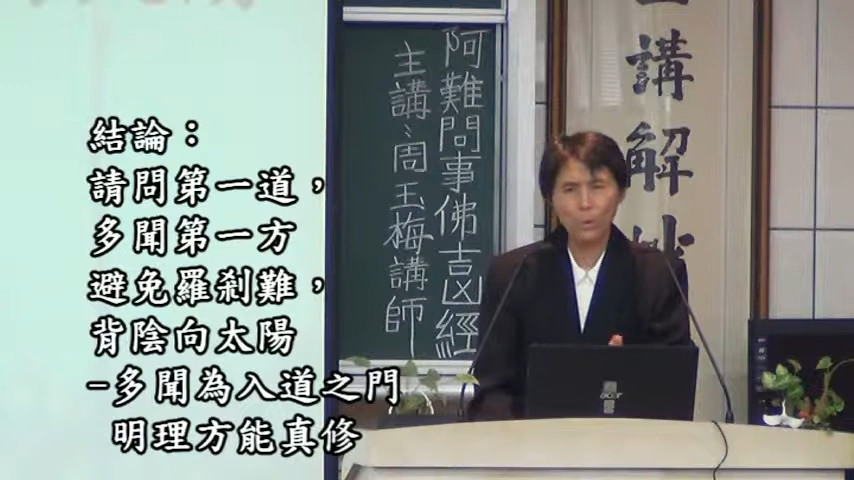 結論：
請問第一道，
多聞第一方
避免羅剎難，
背陰向太陽
-多聞為入道之門
明理方能真修
阿難問事佛吉凶經
主講:周玉梅講師
講解
acer